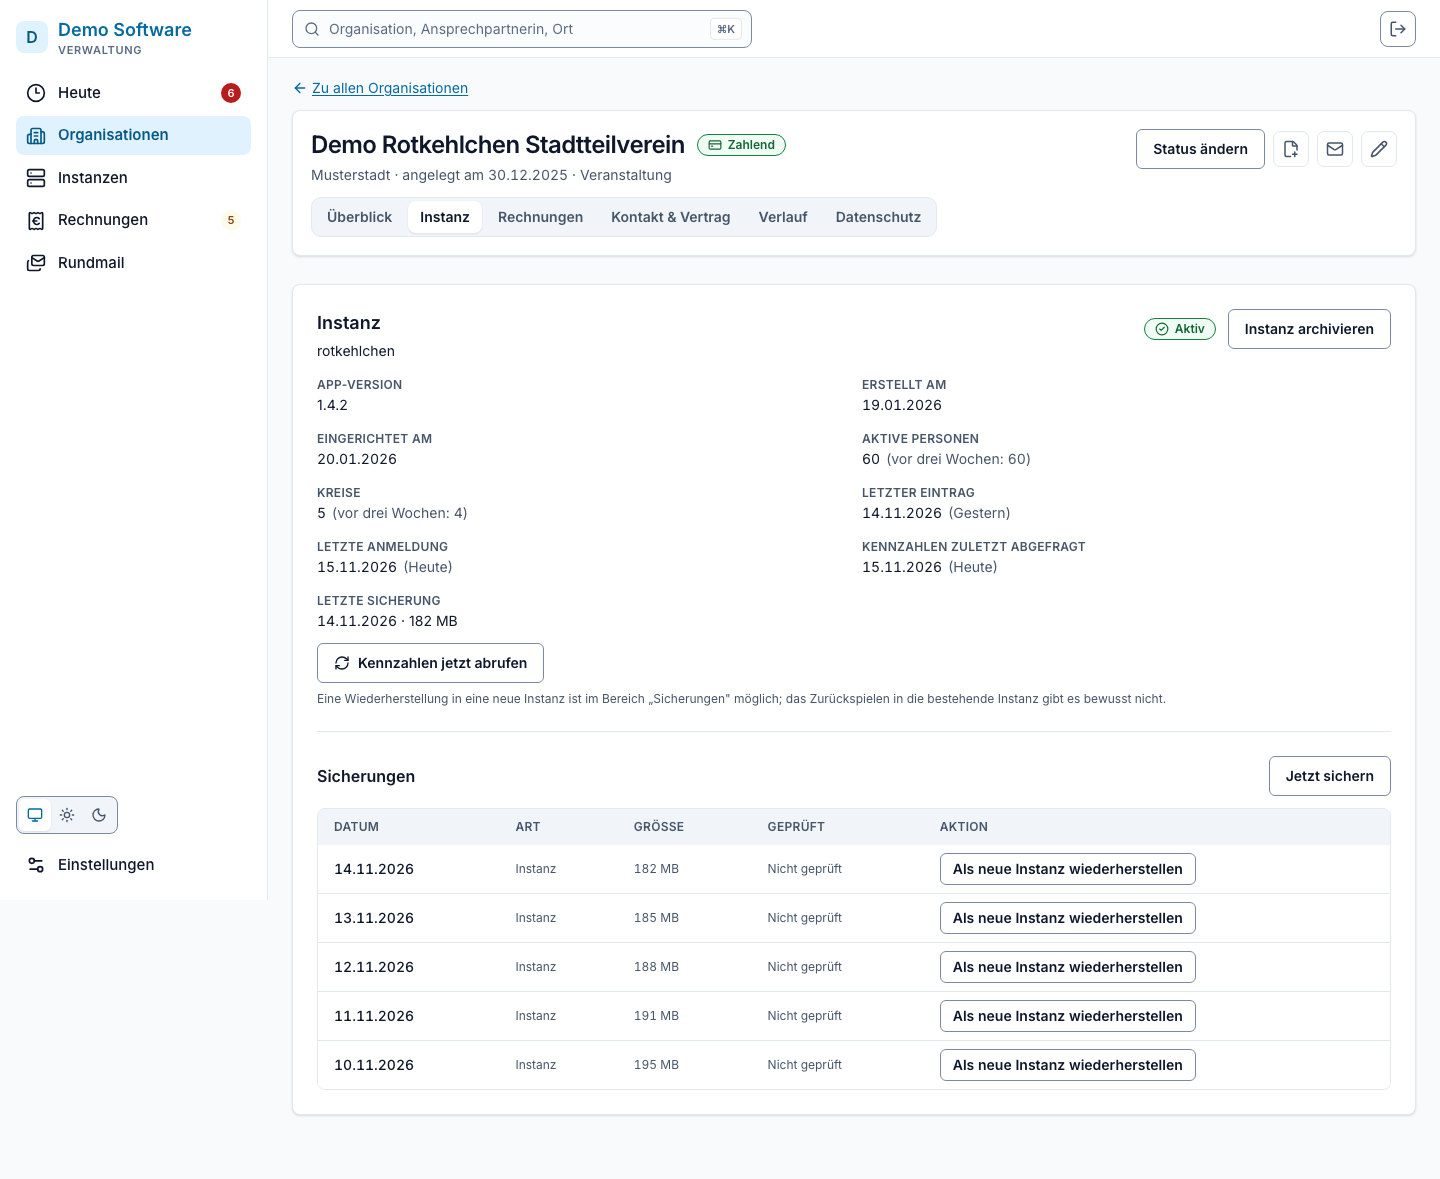 D
Demo Software
VERWALTUNG
Heute 6
Organisationen
Instanzen
Rechnungen 5
Rundmail
Einstellungen
Organisation, Ansprechpartnerin, Ort ⌘K
Zu allen Organisationen
Demo Rotkehlchen Stadtteilverein Zahlend
Status ändern
Musterstadt · angelegt am 30.12.2025 · Veranstaltung
Überblick Instanz Rechnungen Kontakt & Vertrag Verlauf Datenschutz
Instanz
Aktiv Instanz archivieren
rotkehlchen
APP-VERSION
1.4.2
ERSTELLT AM
19.01.2026
EINGERICHTET AM
20.01.2026
AKTIVE PERSONEN
60 (vor drei Wochen: 60)
KREISE
5 (vor drei Wochen: 4)
LETZTER EINTRAG
14.11.2026 (Gestern)
LETZTE ANMELDUNG
15.11.2026 (Heute)
KENNZAHLEN ZULETZT ABGEFRAGT
15.11.2026 (Heute)
LETZTE SICHERUNG
14.11.2026 · 182 MB
Kennzahlen jetzt abrufen
Eine Wiederherstellung in eine neue Instanz ist im Bereich „Sicherungen" möglich; das Zurückspielen in die bestehende Instanz gibt es bewusst nicht.
Sicherungen Jetzt sichern
DATUM ART GRÖSSE GEPRÜFT AKTION
14.11.2026 Instanz 182 MB Nicht geprüft Als neue Instanz wiederherstellen
13.11.2026 Instanz 185 MB Nicht geprüft Als neue Instanz wiederherstellen
12.11.2026 Instanz 188 MB Nicht geprüft Als neue Instanz wiederherstellen
11.11.2026 Instanz 191 MB Nicht geprüft Als neue Instanz wiederherstellen
10.11.2026 Instanz 195 MB Nicht geprüft Als neue Instanz wiederherstellen